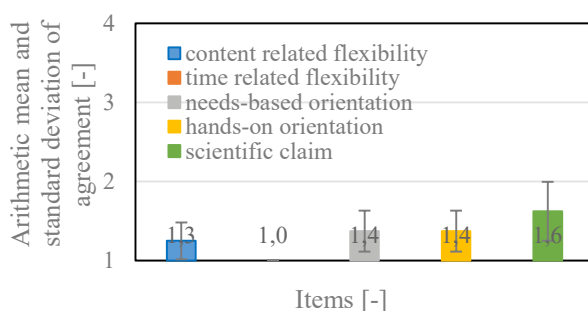 Arithmetic mean and
standard deviation of
agreement [-]
4
3
2
1
content related flexibility
time related flexibility
needs-based orientation
hands-on orientation
scientific claim
1,3
1,0
1,4
1,4
1,6
Items [-]